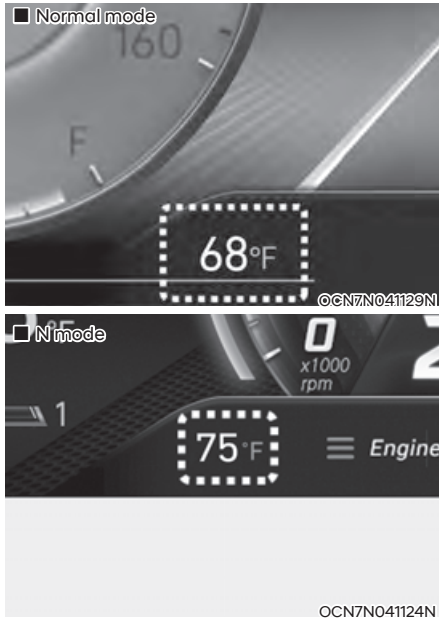 ■ Normal mode
160
F
68°F
OCN7N041129N
■ N mode
°F
0
x1000
rpm
1
75°F
Engine
OCN7N041124N